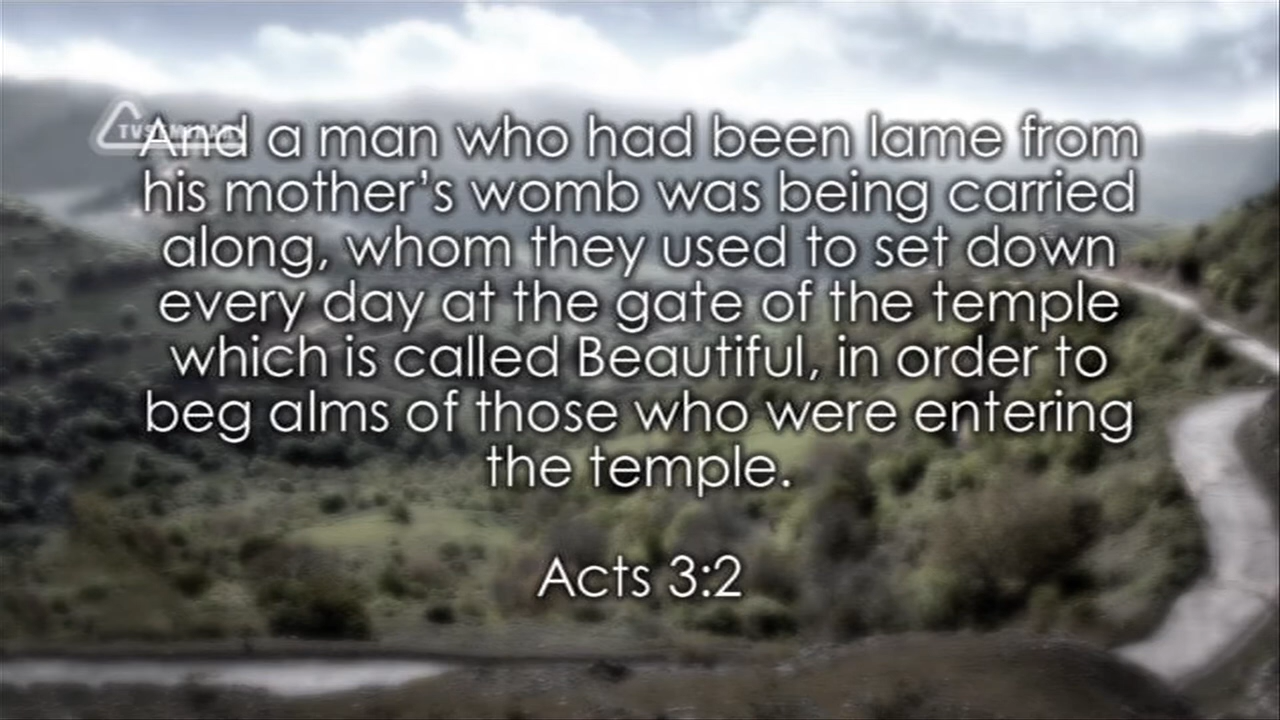 TVSEMINARY
And a man who had been lame from
his mother’s womb was being carried
along, whom they used to set down
every day at the gate of the temple
which is called Beautiful, in order to
beg alms of those who were entering
the temple.
Acts 3:2